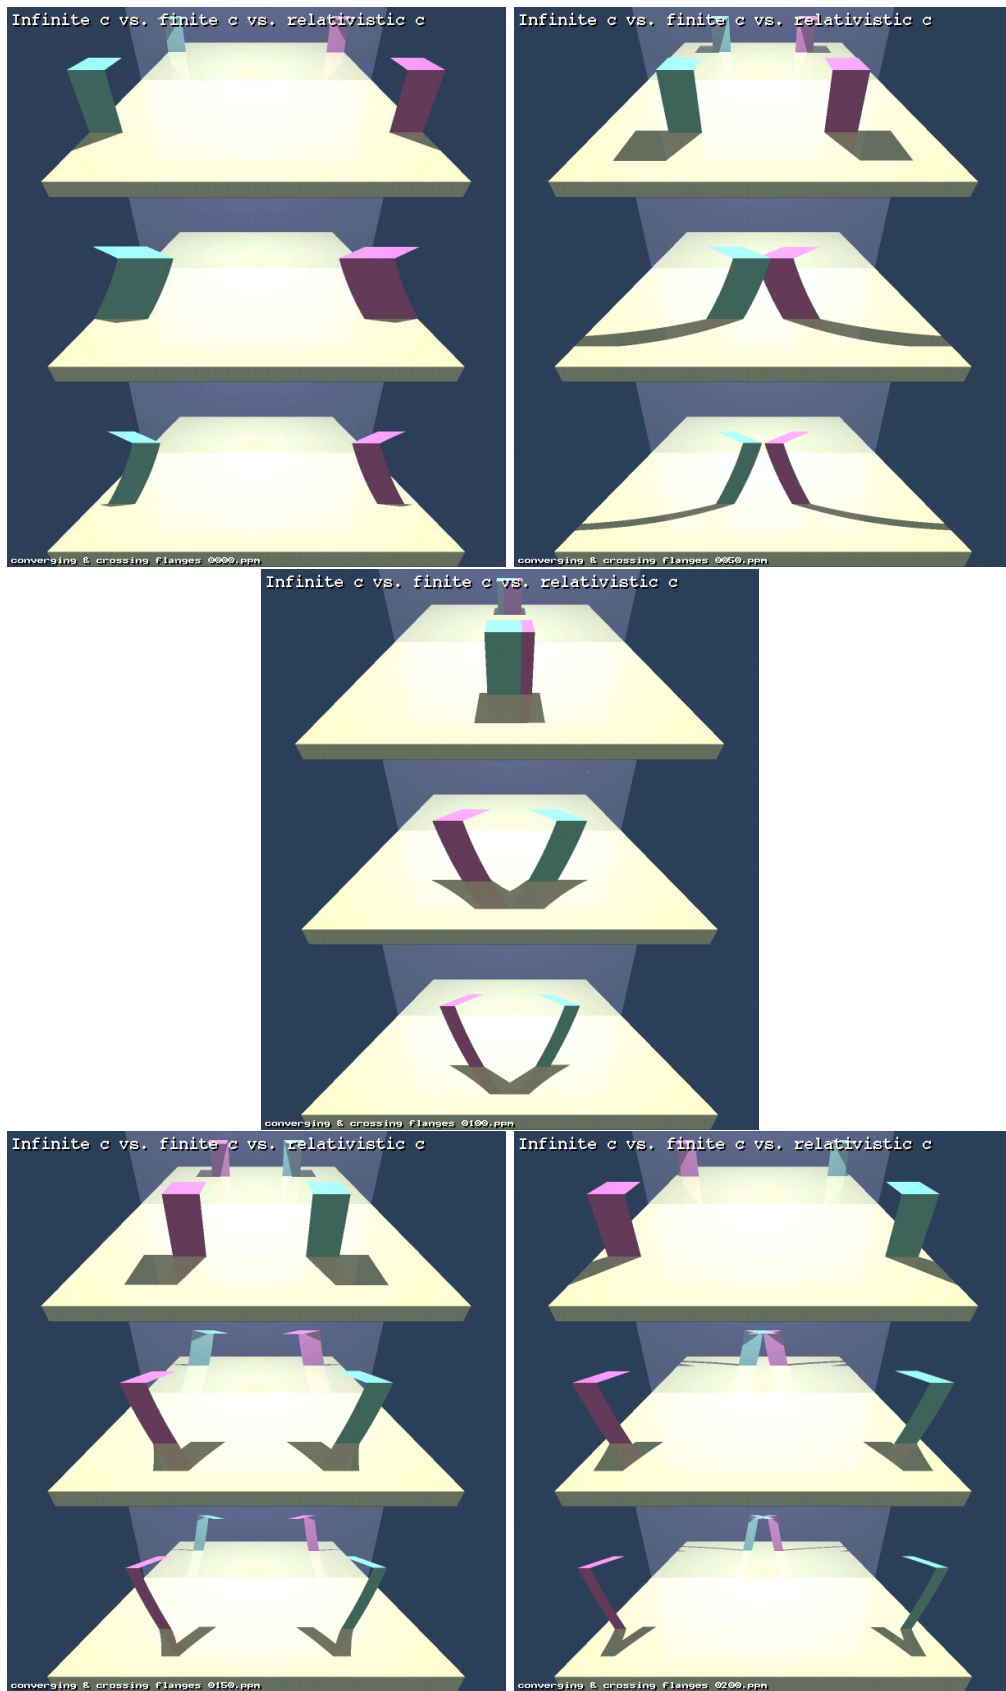 Infinite c vs. finite c vs. relativistic c
converging & crossing flanges 0000.ppm
Infinite c vs. finite c vs. relativistic c
converging & crossing flanges 0050.ppm
Infinite c vs. finite c vs. relativistic c
converging & crossing flanges 0100.ppm
Infinite c vs. finite c vs. relativistic c
converging & crossing flanges 0150.ppm
Infinite c vs. finite c vs. relativistic c
converging & crossing flanges 0200.ppm